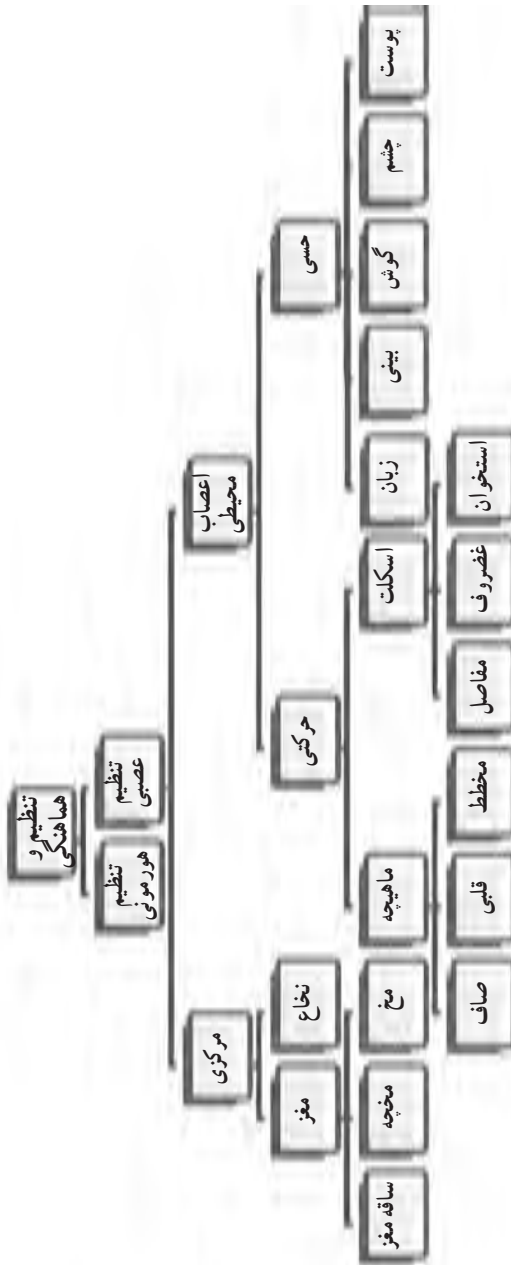 تنظیم و
هماهنگی
تنظیم
عصبی
تنظیم
هورمونی
اعصاب
محیطی
مرکزی
حسی
حرکتی
نخاع
مغز
پوست
چشم
گوش
بینی
زبان
اسکلت
ماهیچه
مخ
مخچه
ساقه مغز
استخوان
غضروف
مفاصل
مخطط
قلبی
صاف